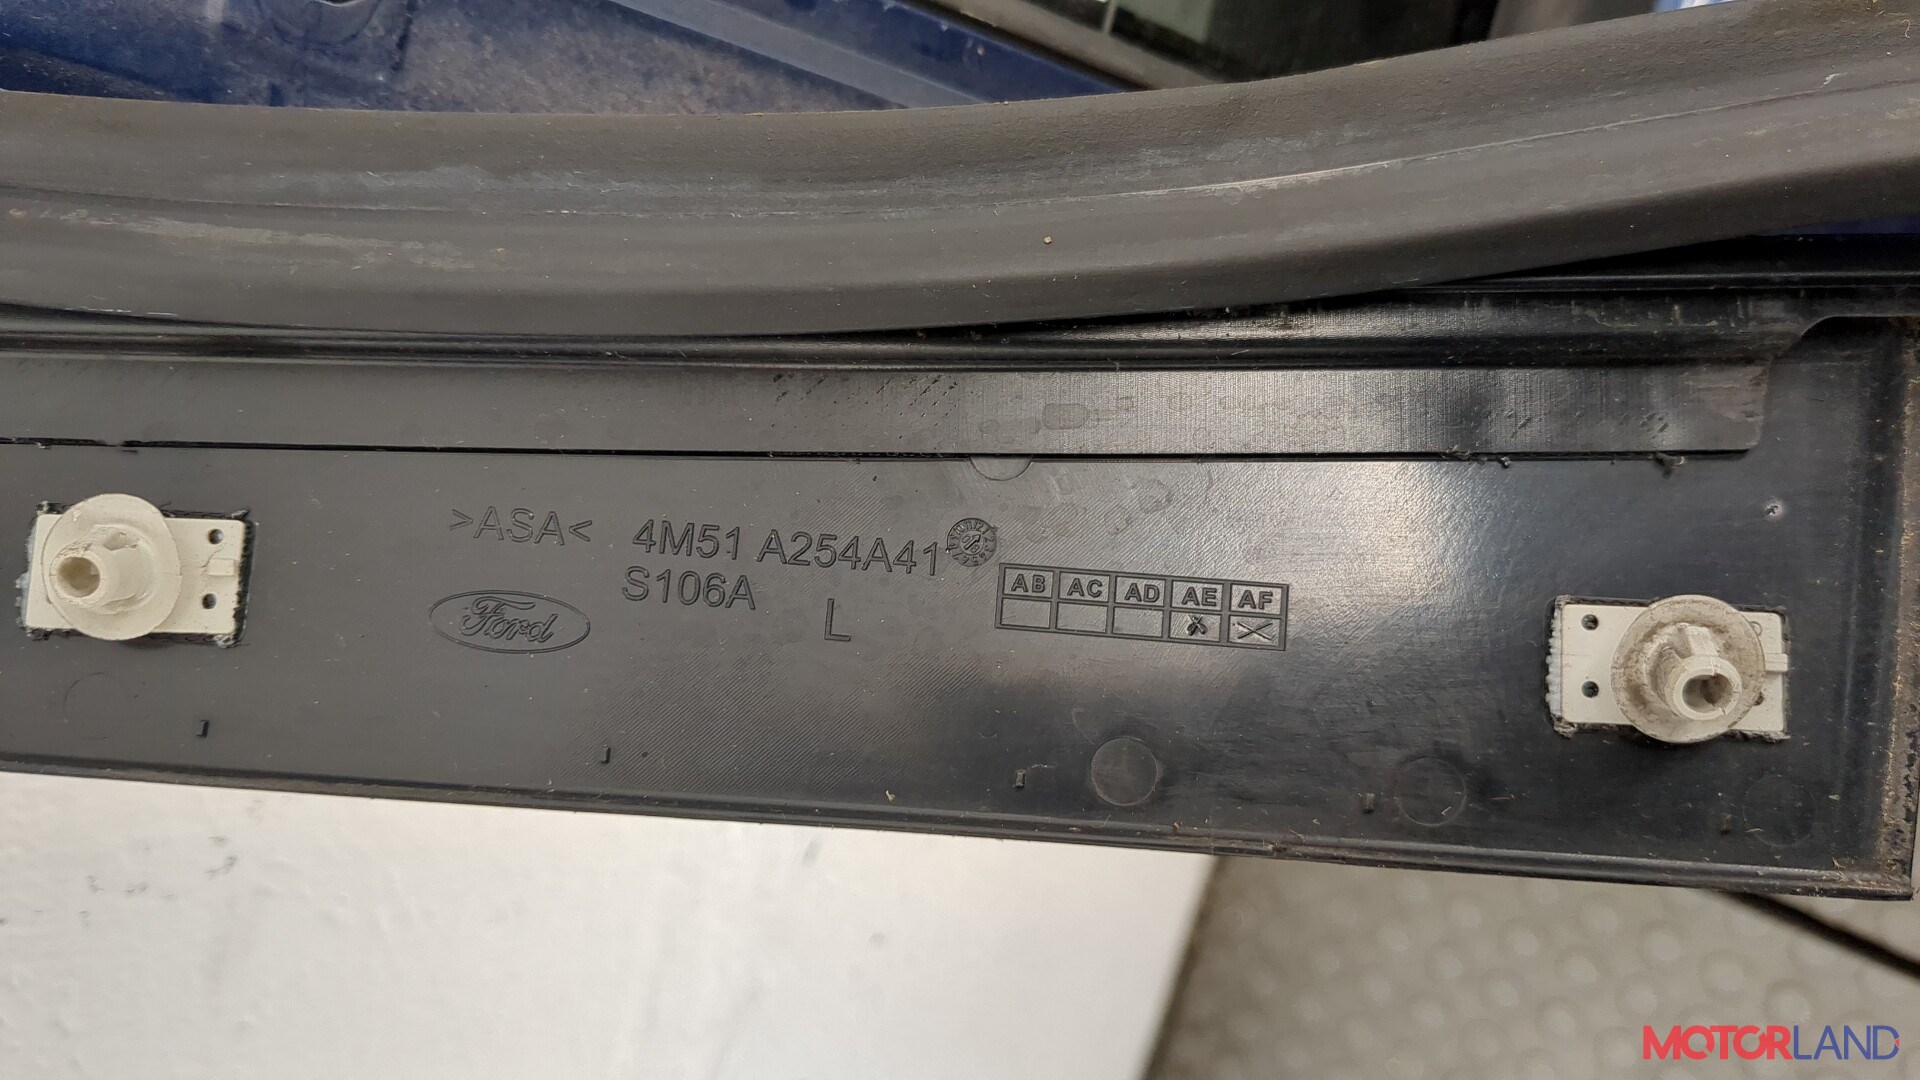 >ASA< 4M51 A254A41
S106A L
Ford
AB AC AD AE AF
MOTORLAND